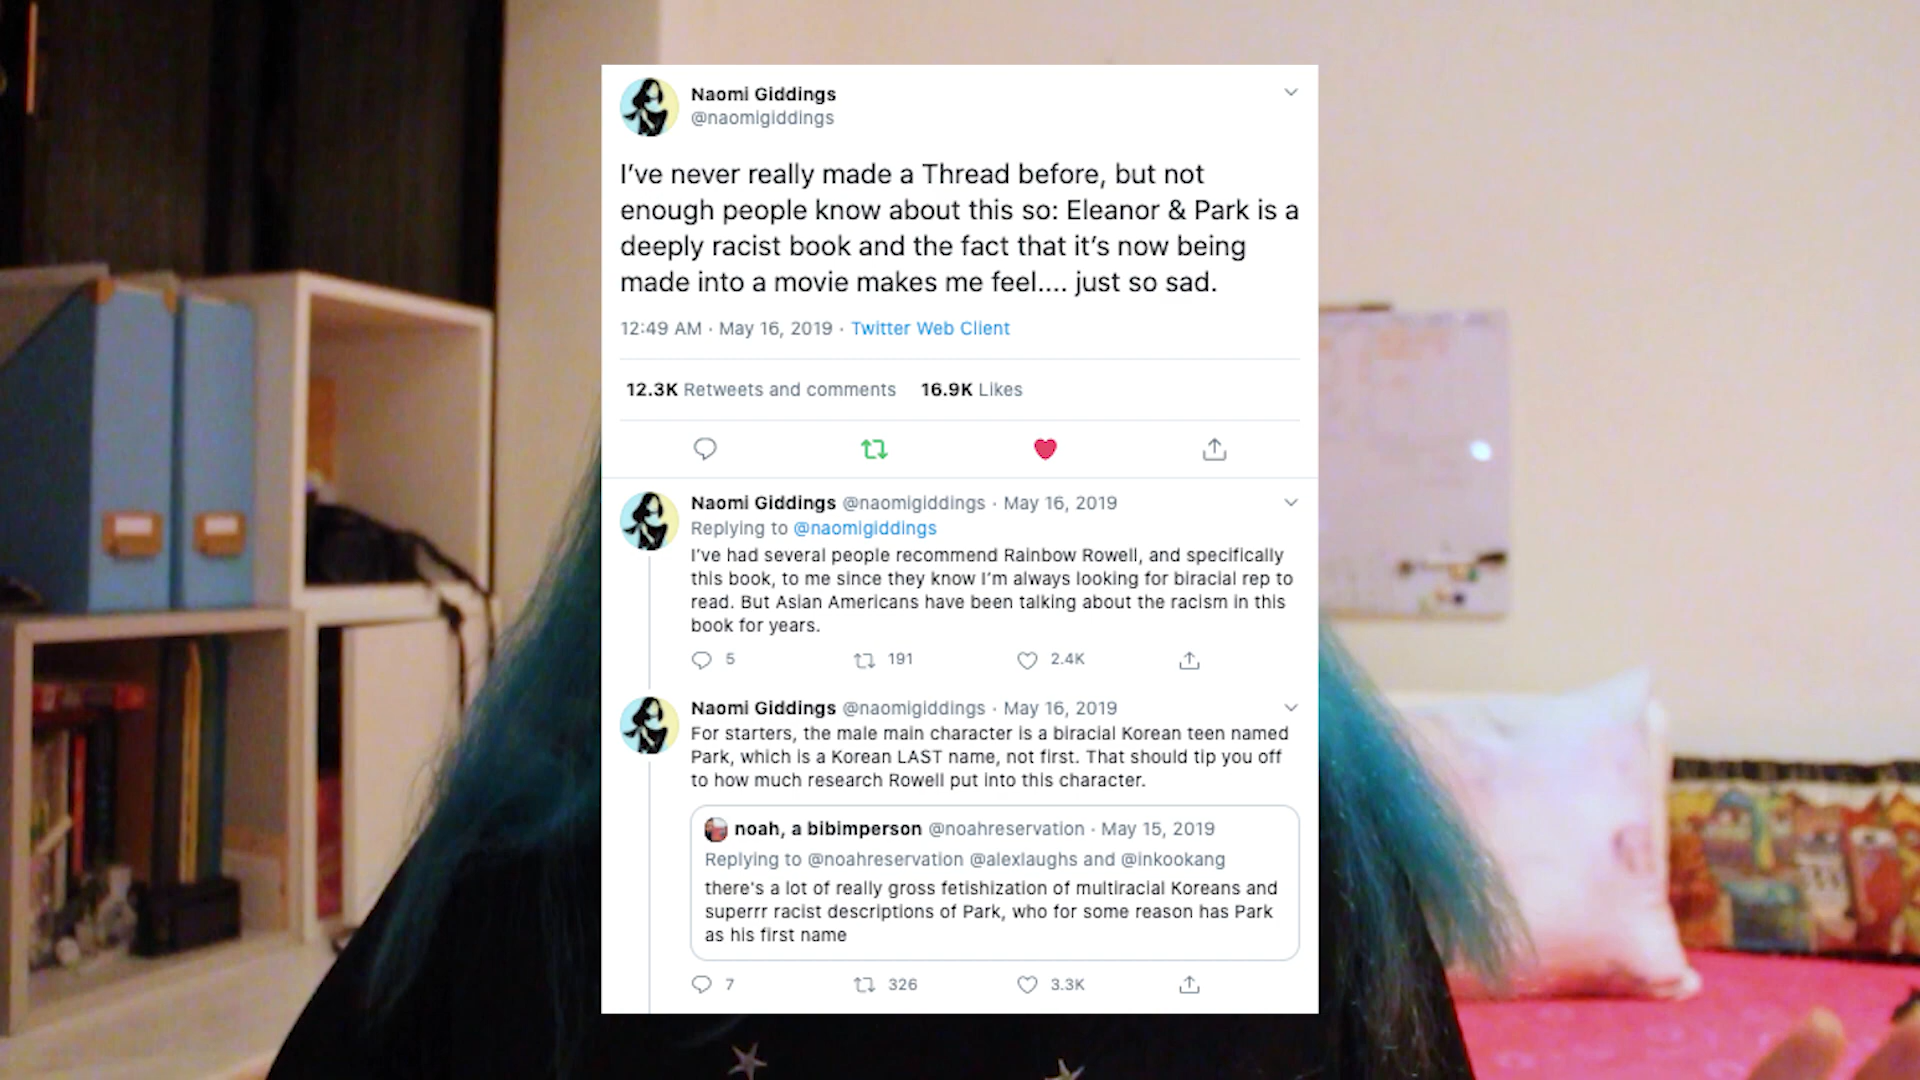 Naomi Giddings
@naomigiddings
I've never really made a Thread before, but not
enough people know about this so: Eleanor & Park is a
deeply racist book and the fact that it's now being
made into a movie makes me feel.... just so sad.
12:49 AM · May 16, 2019 · Twitter Web Client
12.3K Retweets and comments 16.9K Likes
Naomi Giddings @naomigiddings · May 16, 2019
Replying to @naomigiddings
I've had several people recommend Rainbow Rowell, and specifically
this book, to me since they know I'm always looking for biracial rep to
read. But Asian Americans have been talking about the racism in this
book for years.
5 191 2.4K
Naomi Giddings @naomigiddings · May 16, 2019
For starters, the male main character is a biracial Korean teen named
Park, which is a Korean LAST name, not first. That should tip you off
to how much research Rowell put into this character.
noah, a bibimperson @noahreservation · May 15, 2019
Replying to @noahreservation @alexlaughs and @inkookang
there's a lot of really gross fetishization of multiracial Koreans and
superrr racist descriptions of Park, who for some reason has Park
as his first name
7 326 3.3K